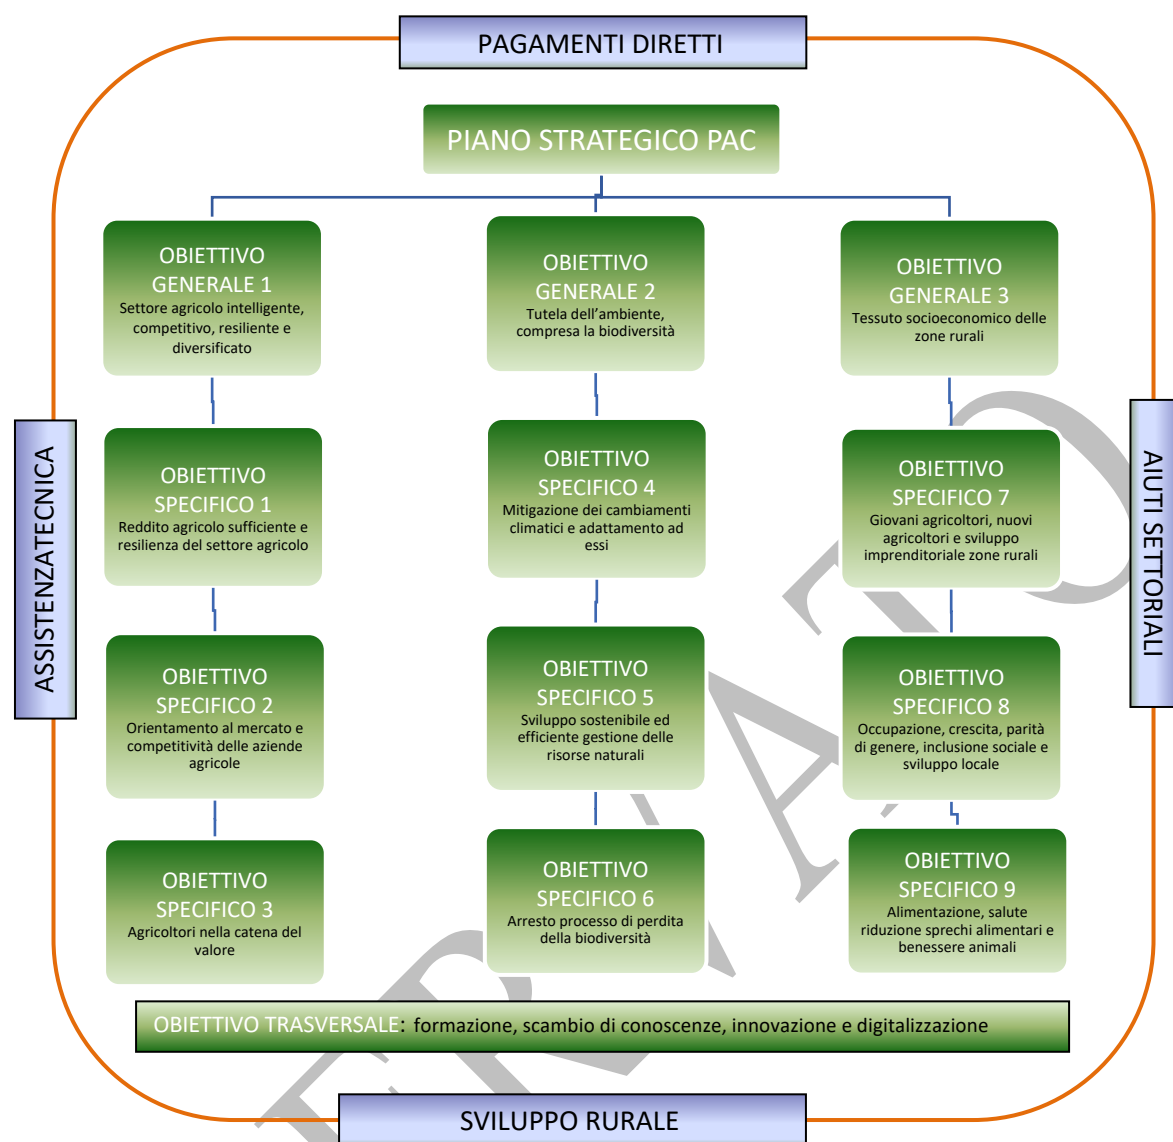 PAGAMENTI DIRETTI
PIANO STRATEGICO PAC
OBIETTIVO
GENERALE 1
Settore agricolo intelligente,
competitivo, resiliente e
diversificato
OBIETTIVO
GENERALE 2
Tutela dell’ambiente,
compresa la biodiversità
OBIETTIVO
GENERALE 3
Tessuto socioeconomico delle
zone rurali
ASSISTENZATECNICA
AIUTI SETTORIALI
OBIETTIVO
SPECIFICO 1
Reddito agricolo sufficiente e
resilienza del settore agricolo
OBIETTIVO
SPECIFICO 4
Mitigazione dei cambiamenti
climatici e adattamento ad
essi
OBIETTIVO
SPECIFICO 7
Giovani agricoltori, nuovi
agricoltori e sviluppo
imprenditoriale zone rurali
OBIETTIVO
SPECIFICO 2
Orientamento al mercato e
competitività delle aziende
agricole
OBIETTIVO
SPECIFICO 5
Sviluppo sostenibile ed
efficiente gestione delle
risorse naturali
OBIETTIVO
SPECIFICO 8
Occupazione, crescita, parità
di genere, inclusione sociale e
sviluppo locale
OBIETTIVO
SPECIFICO 3
Agricoltori nella catena del
valore
OBIETTIVO
SPECIFICO 6
Arresto processo di perdita
della biodiversità
OBIETTIVO
SPECIFICO 9
Alimentazione, salute
riduzione sprechi alimentari e
benessere animali
OBIETTIVO TRASVERSALE: formazione, scambio di conoscenze, innovazione e digitalizzazione
SVILUPPO RURALE